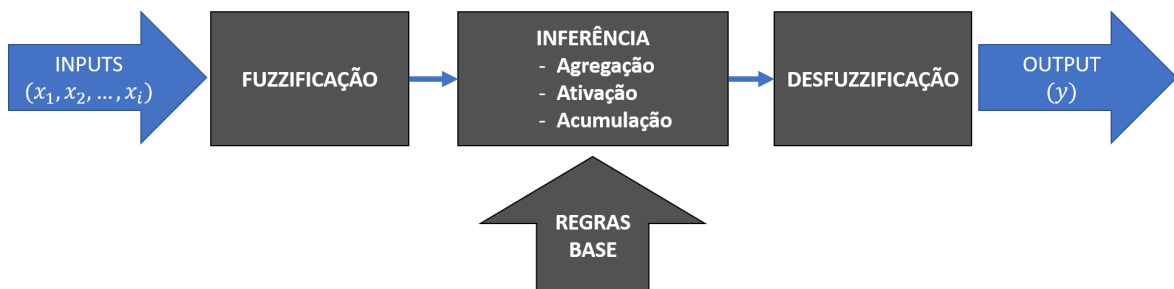 INPUTS
(x₁, x₂, ..., xᵢ)
FUZZIFICAÇÃO
INFERÊNCIA
- Agregação
- Ativação
- Acumulação
DESFUZZIFICAÇÃO
OUTPUT
(y)
REGRAS
BASE